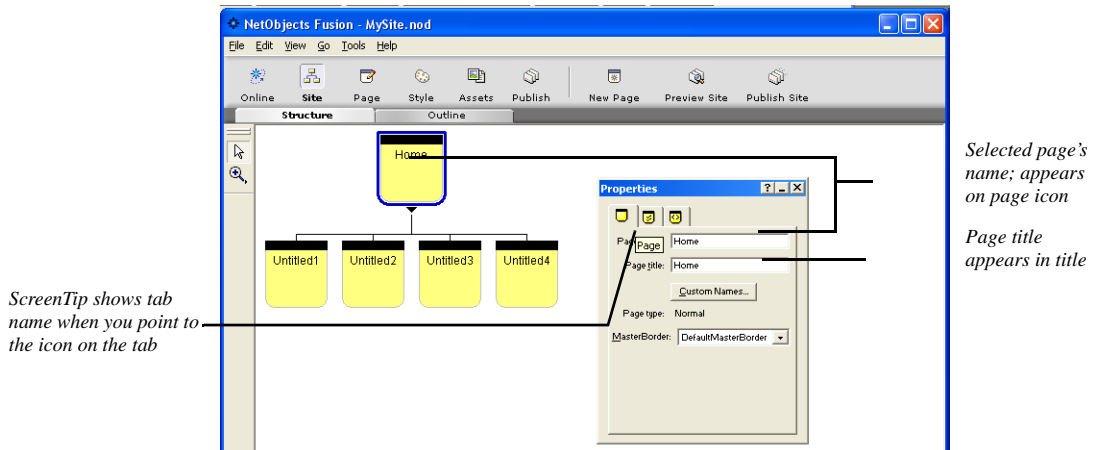 NetObjects Fusion - MySite.nod
File Edit View Go Tools Help
Online Site Page Style Assets Publish New Page Preview Site Publish Site
Structure Outline
Home
Untitled1 Untitled2 Untitled3 Untitled4
Properties
Page
Home
Page title: Home
Custom Names...
Page type: Normal
MasterBorder: DefaultMasterBorder
Selected page's
name; appears
on page icon
Page title
appears in title
ScreenTip shows tab
name when you point to
the icon on the tab